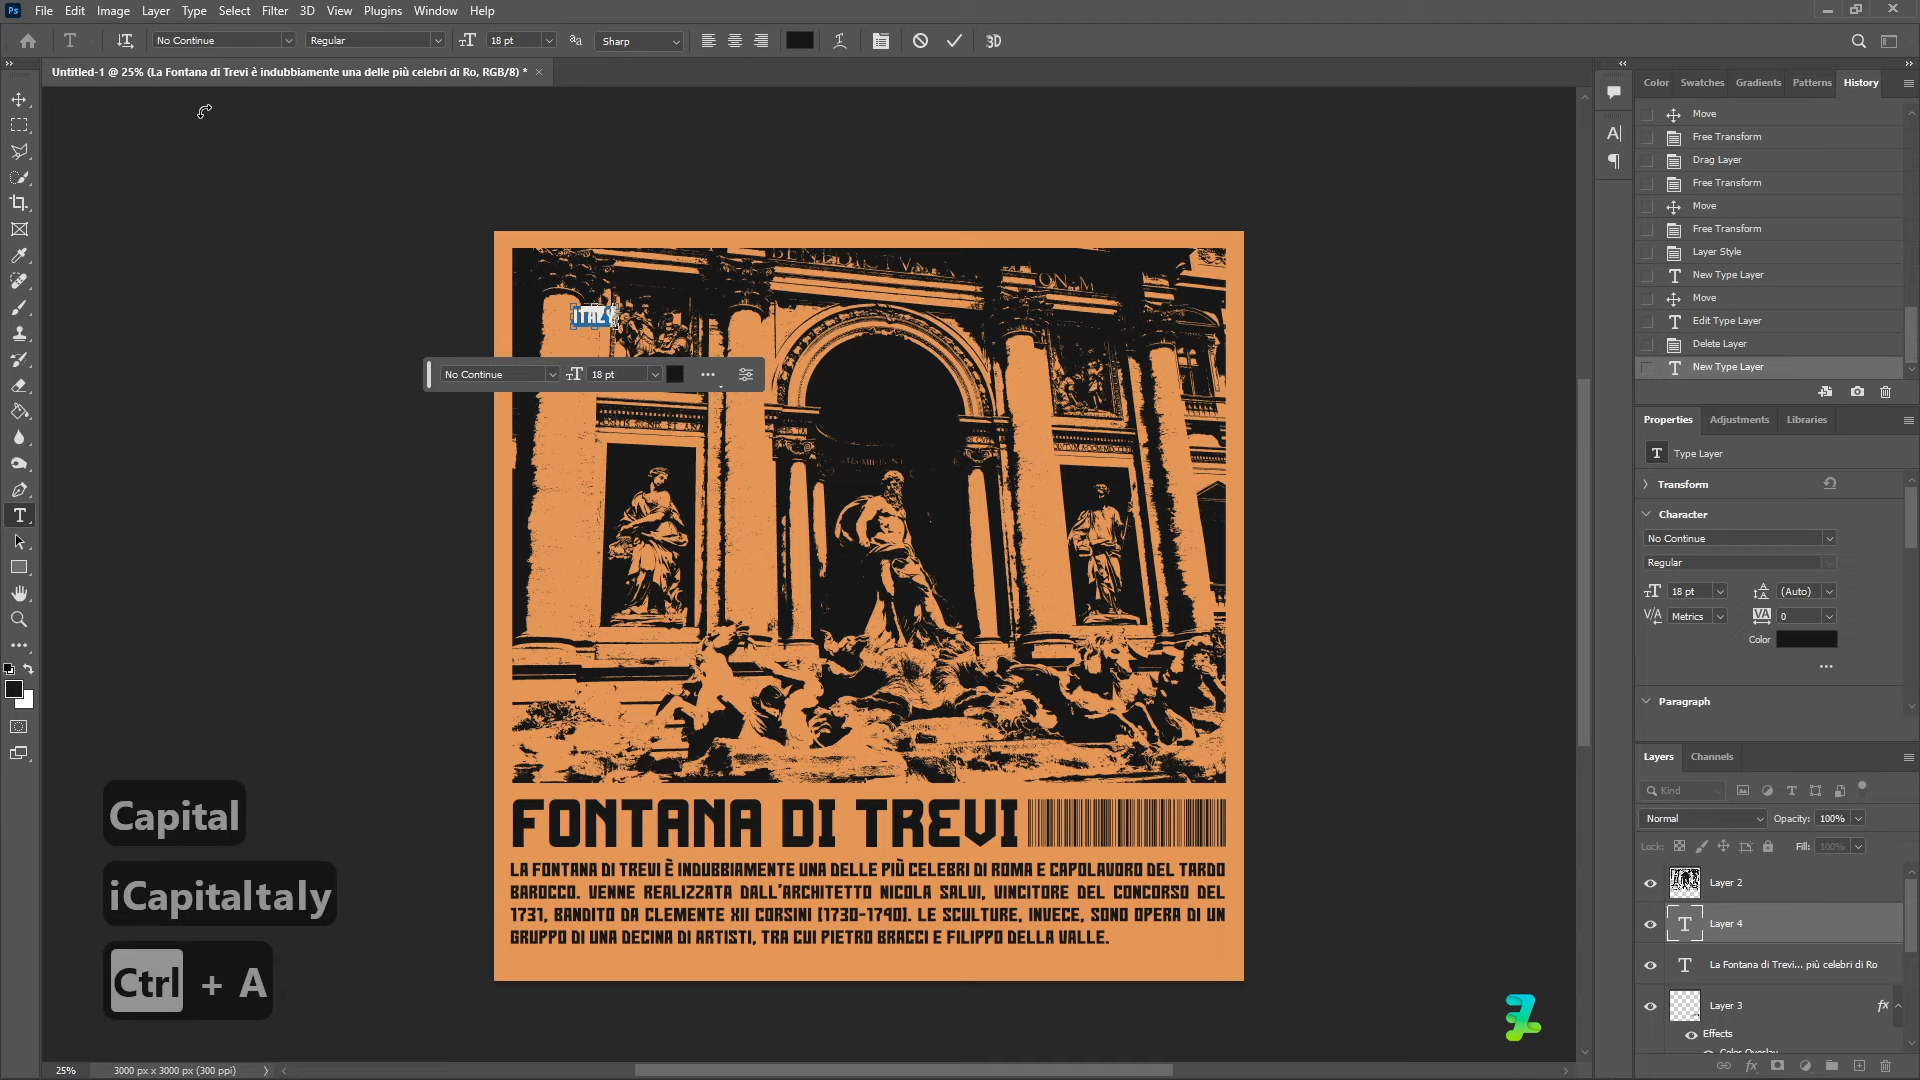 Ps File Edit Image Layer Type Select Filter 3D View Plugins Window Help
No Continue Regular 18 pt Sharp 3D
Untitled-1 @ 25% (La Fontana di Trevi è indubbiamente una delle più celebri di Ro, RGB/8) *
Color Swatches Gradients Patterns History
Move
Free Transform
Drag Layer
Free Transform
Move
Free Transform
Layer Style
New Type Layer
Move
Edit Type Layer
Delete Layer
New Type Layer
ITALY
No Continue 18 pt
FONTANA DI TREVI
LA FONTANA DI TREVI È INDUBBIAMENTE UNA DELLE PIÙ CELEBRI DI ROMA E CAPOLAVORO DEL TARDO
BAROCCO. VENNE REALIZZATA DALL'ARCHITETTO NICOLA SALVI, VINCITORE DEL CONCORSO DEL
1731, BANDITO DA CLEMENTE XII CORSINI (1730-1740). LE SCULTURE, INVECE, SONO OPERA DI UN
GRUPPO DI UNA DECINA DI ARTISTI, TRA CUI PIETRO BRACCI E FILIPPO DELLA VALLE.
Capital
iCapitaltaly
Ctrl + A
Properties Adjustments Libraries
T Type Layer
Transform
Character
No Continue
Regular
18 pt (Auto)
Metrics 0
Color
Paragraph
Layers Channels
Kind
Normal Opacity: 100%
Lock: Fill: 100%
Layer 2
Layer 4
La Fontana di Trevi... più celebri di Ro
Layer 3 fx
Effects
Color Overlay
25% 3000 px x 3000 px (300 ppi)